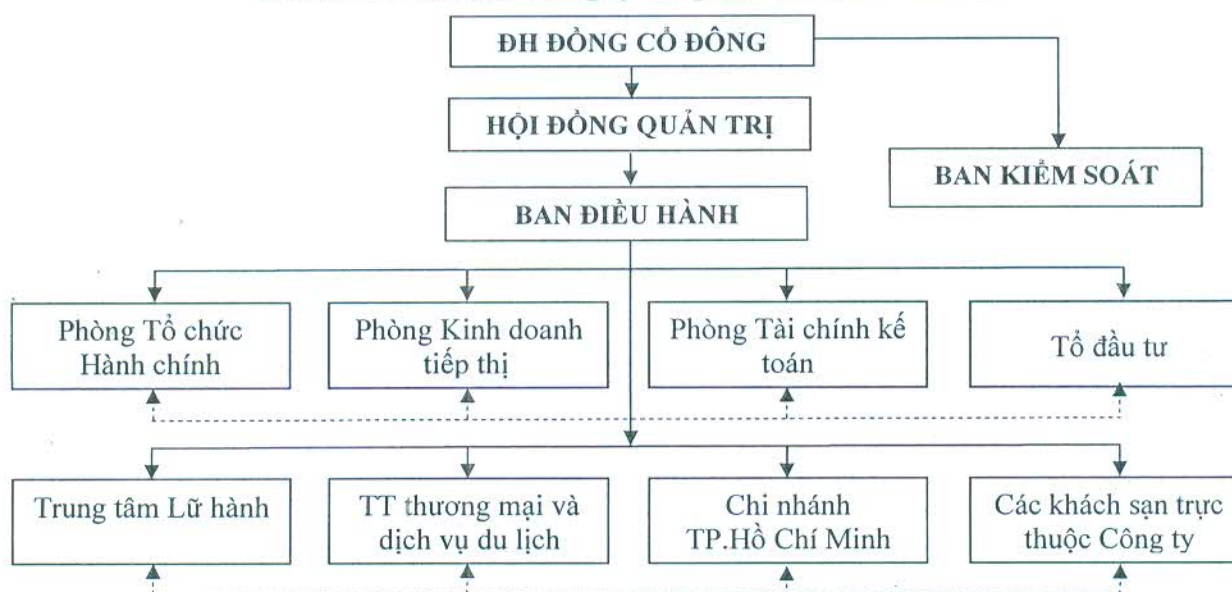 ĐH ĐỒNG CỔ ĐÔNG
HỘI ĐỒNG QUẢN TRỊ
BAN KIỂM SOÁT
BAN ĐIỀU HÀNH
Phòng Tổ chức
Hành chính
Phòng Kinh doanh
tiếp thị
Phòng Tài chính kế
toán
Tổ đầu tư
Trung tâm Lữ hành
TT thương mại và
dịch vụ du lịch
Chi nhánh
TP.Hồ Chí Minh
Các khách sạn trực
thuộc Công ty